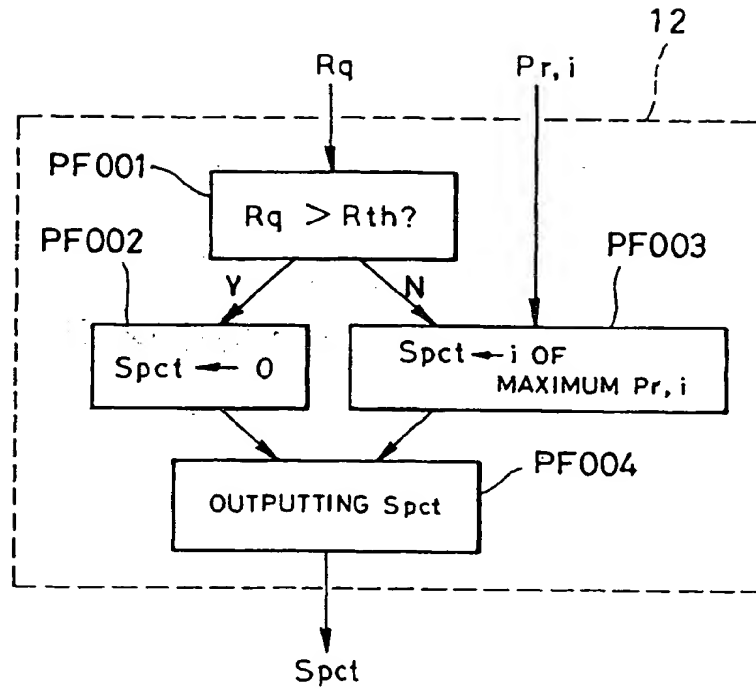 12
Rq
Pr,i
PF001
Rq > Rth?
PF002
PF003
Y
N
Spct ← 0
Spct ← i OF
MAXIMUM Pr,i
PF004
OUTPUTTING Spct
Spct